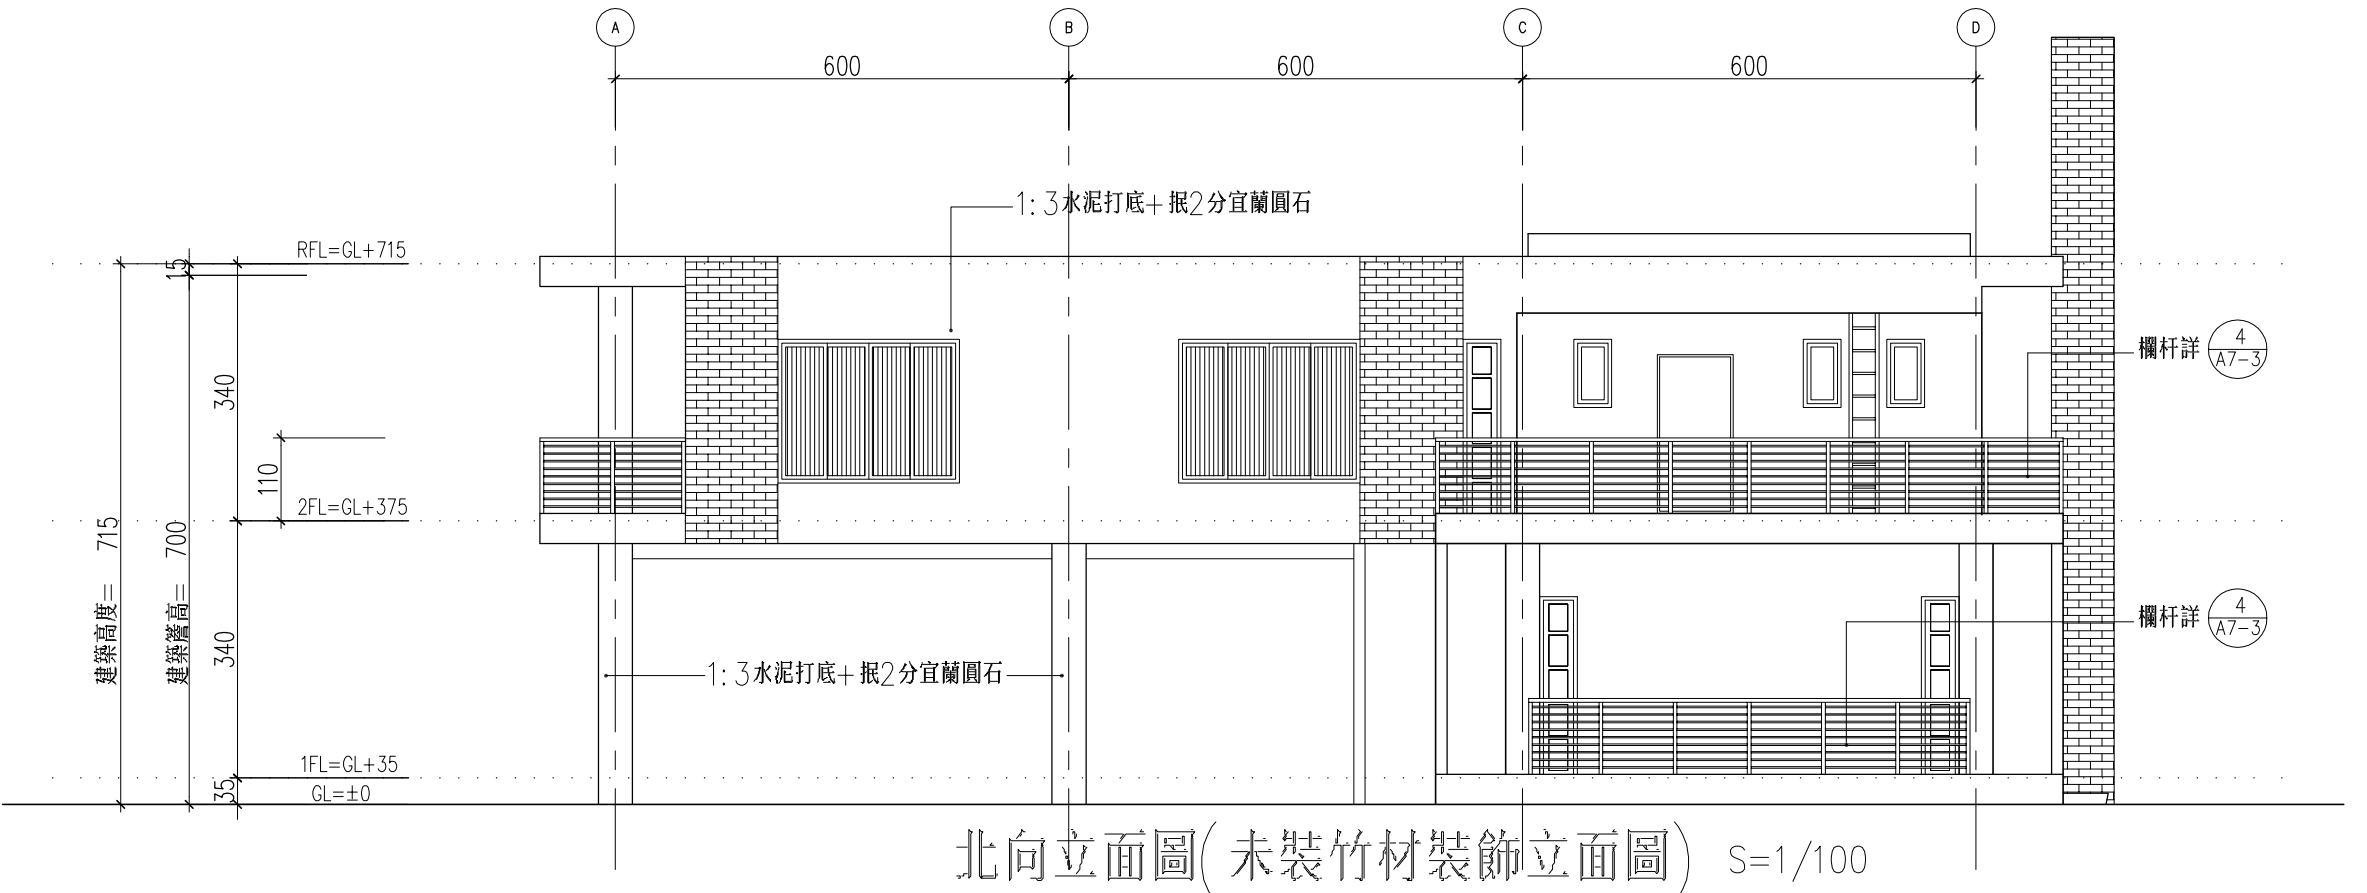 A
B
C
D
600
600
600
1:3水泥打底+抿2分宜蘭圓石
RFL=GL+715
15
340
110
2FL=GL+375
建築高度= 715
建築簷高= 700
340
1FL=GL+35
35
GL=±0
欄杆詳
4
A7-3
欄杆詳
4
A7-3
1:3水泥打底+抿2分宜蘭圓石
北向立面圖(未裝竹材裝飾立面圖) S=1/100